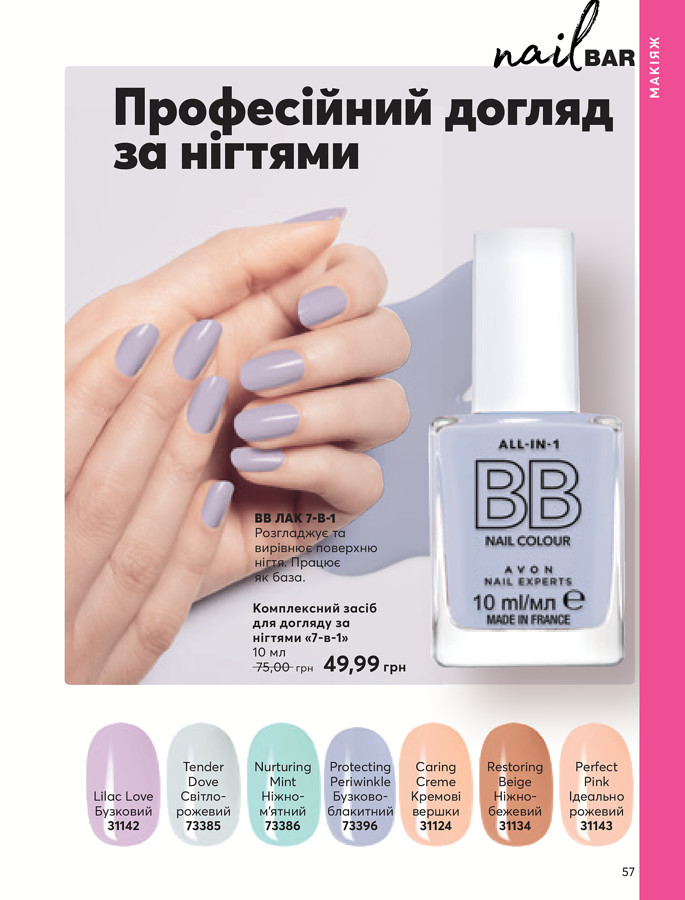 nail BAR
МАКІЯЖ
Професійний догляд
за нігтями
ALL-IN-1
BB
NAIL COLOUR
AVON
NAIL EXPERTS
10 ml/мл ℮
MADE IN FRANCE
BB ЛАК 7-В-1
Розгладжує та
вирівнює поверхню
нігтя. Працює
як база.
Комплексний засіб
для догляду за
нігтями «7-в-1»
10 мл
75,00 грн 49,99 грн
Lilac Love
Бузковий
31142
Tender
Dove
Світло-
рожевий
73385
Nurturing
Mint
Ніжно-
м'ятний
73386
Protecting
Periwinkle
Бузково-
блакитний
73396
Caring
Creme
Кремові
вершки
31124
Restoring
Beige
Ніжно-
бежевий
31134
Perfect
Pink
Ідеально
рожевий
31143
57